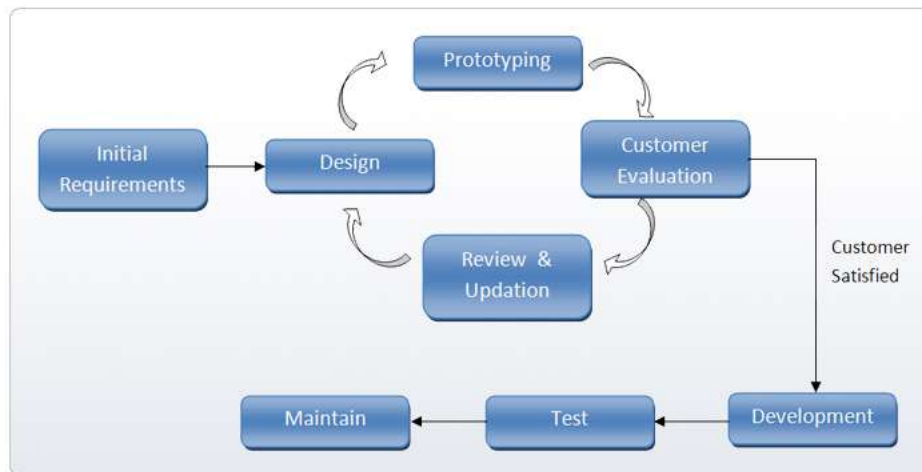 Prototyping
Initial
Requirements
Design
Customer
Evaluation
Review & 
Updation
Customer
Satisfied
Maintain
Test
Development